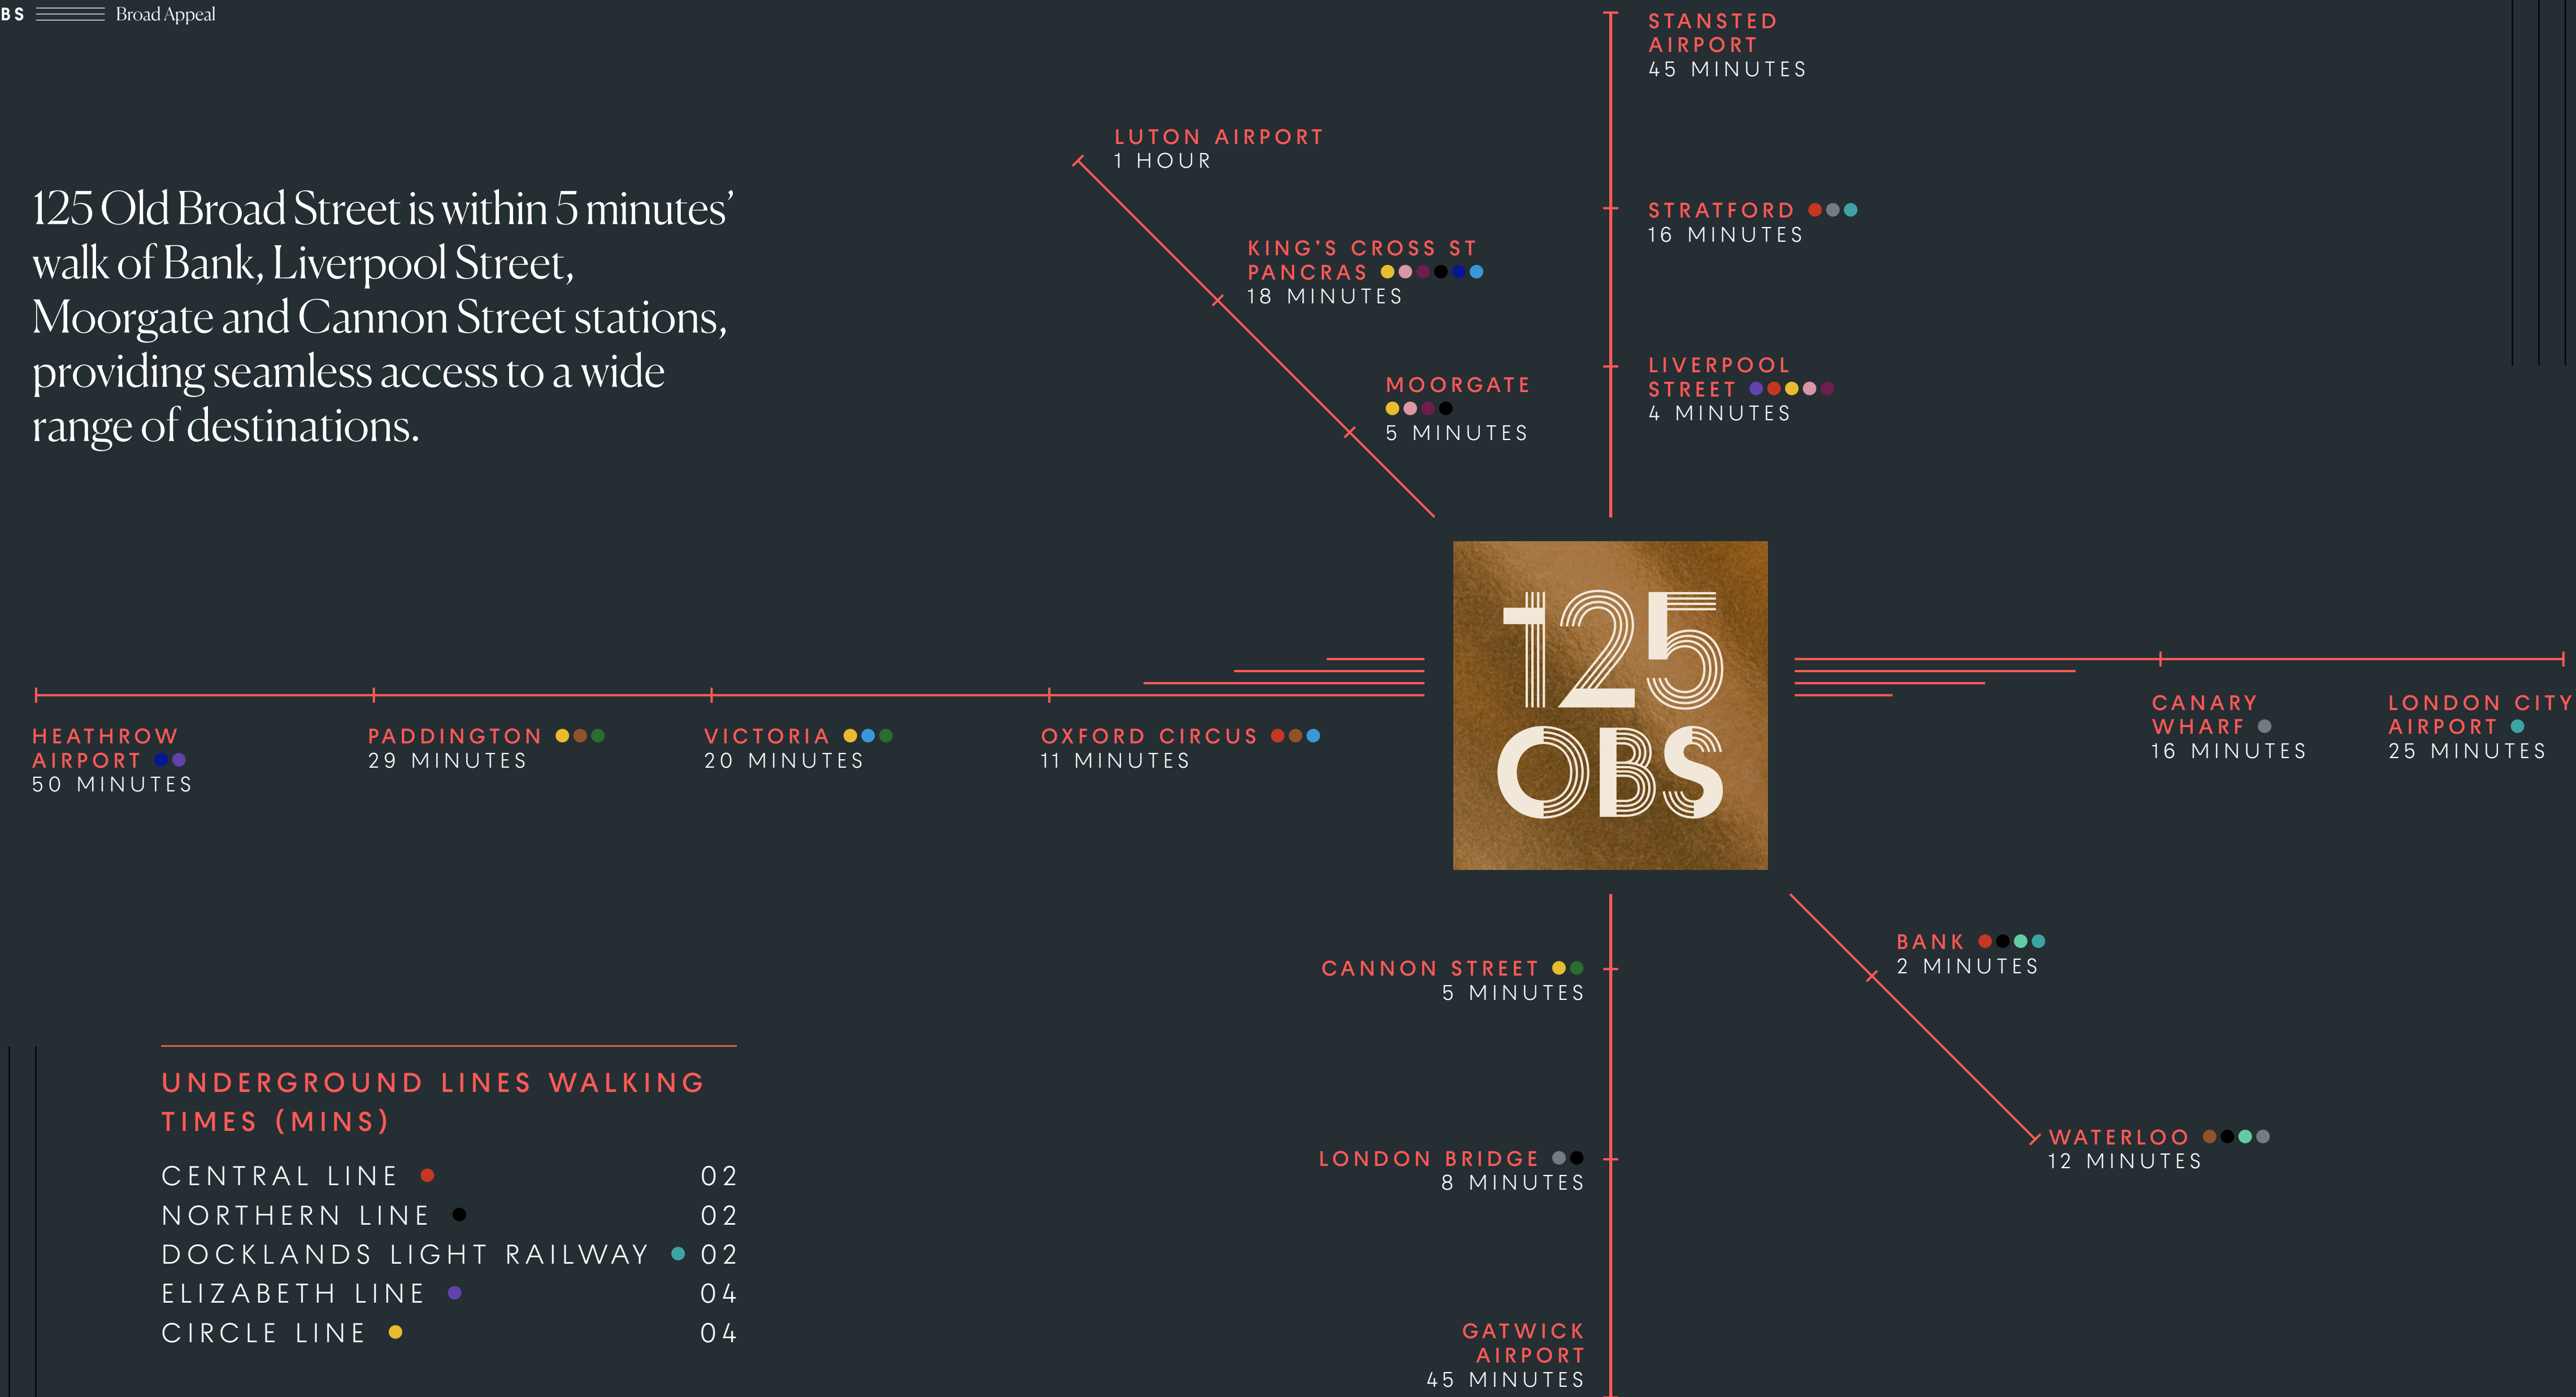 BS Broad Appeal
125 Old Broad Street is within 5 minutes’
walk of Bank, Liverpool Street,
Moorgate and Cannon Street stations,
providing seamless access to a wide
range of destinations.
STANSTED
AIRPORT
45 MINUTES
LUTON AIRPORT
1 HOUR
STRATFORD
16 MINUTES
KING’S CROSS ST
PANCRAS
18 MINUTES
LIVERPOOL
STREET
4 MINUTES
MOORGATE
5 MINUTES
125
OBS
HEATHROW
AIRPORT
50 MINUTES
PADDINGTON
29 MINUTES
VICTORIA
20 MINUTES
OXFORD CIRCUS
11 MINUTES
CANARY
WHARF
16 MINUTES
LONDON CITY
AIRPORT
25 MINUTES
CANNON STREET
5 MINUTES
BANK
2 MINUTES
LONDON BRIDGE
8 MINUTES
WATERLOO
12 MINUTES
GATWICK
AIRPORT
45 MINUTES
UNDERGROUND LINES WALKING
TIMES (MINS)
CENTRAL LINE 02
NORTHERN LINE 02
DOCKLANDS LIGHT RAILWAY 02
ELIZABETH LINE 04
CIRCLE LINE 04